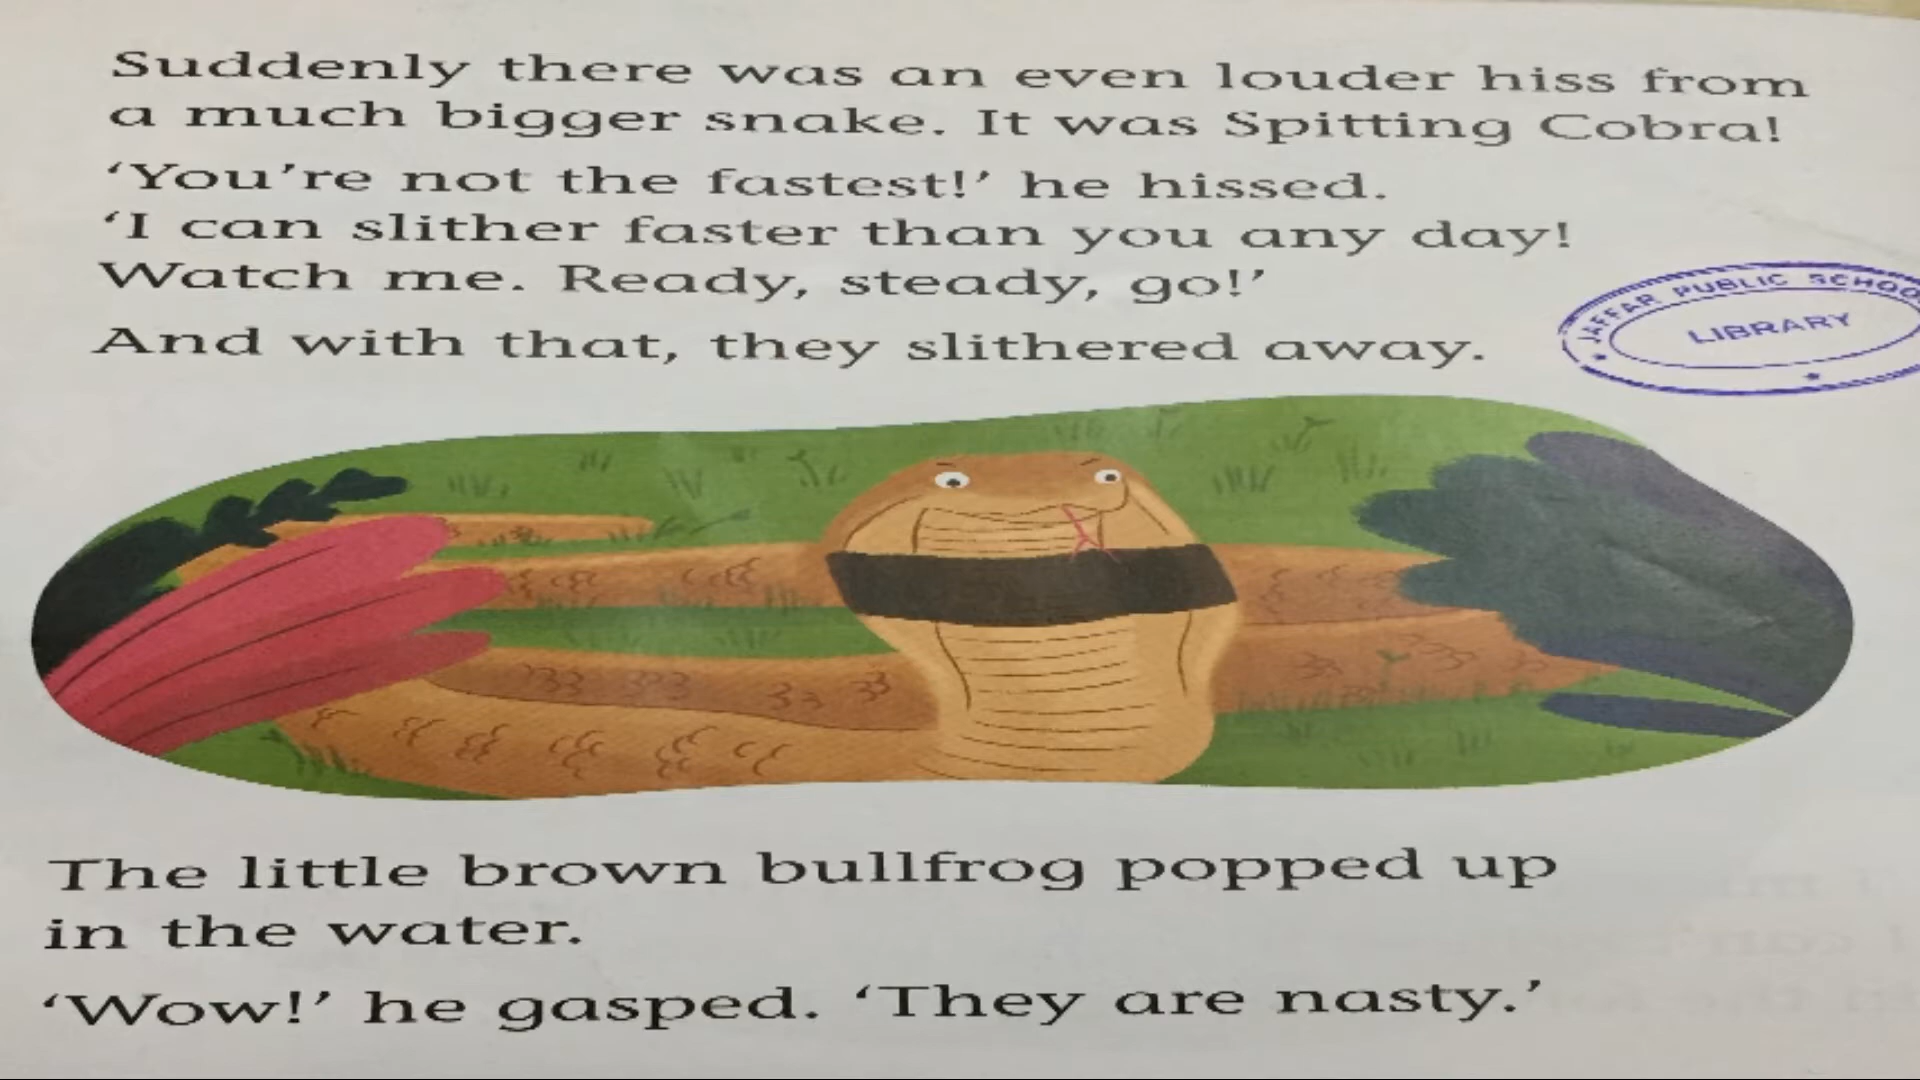 Suddenly there was an even louder hiss from
a much bigger snake. It was Spitting Cobra!
‘You’re not the fastest!’ he hissed.
‘I can slither faster than you any day!
Watch me. Ready, steady, go!’
And with that, they slithered away.
JAFFAR PUBLIC SCHOO
LIBRARY
The little brown bullfrog popped up
in the water.
‘Wow!’ he gasped. ‘They are nasty.’